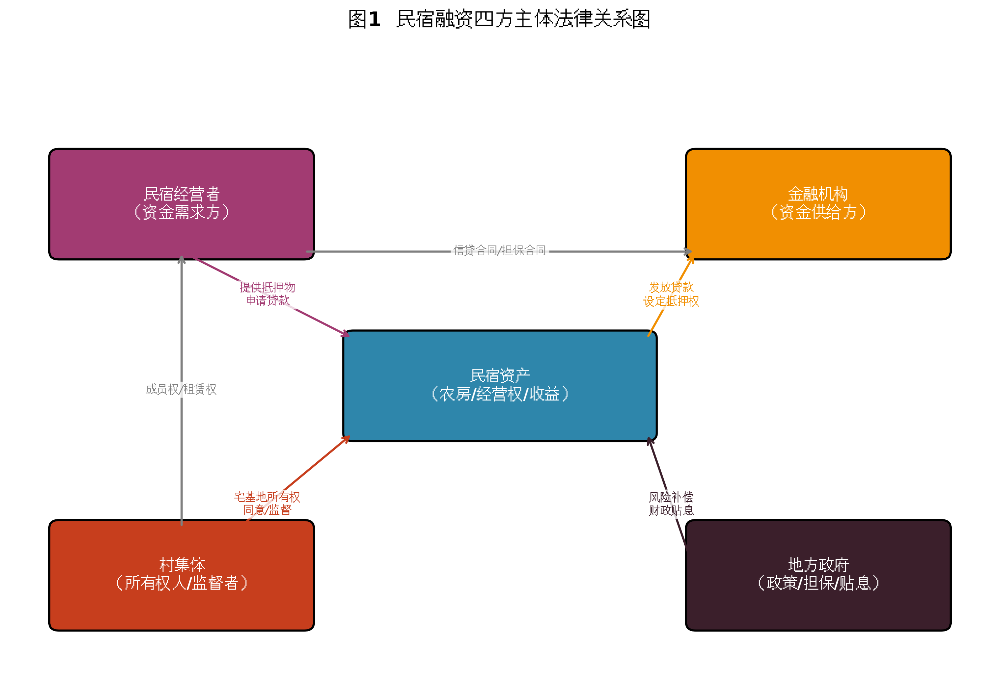 图1 民宿融资四方主体法律关系图
民宿经营者
（资金需求方）
金融机构
（资金供给方）
信贷合同/担保合同
提供抵押物
申请贷款
发放贷款
设定抵押权
民宿资产
（农房/经营权/收益）
成员权/租赁权
宅基地所有权
同意/监督
风险补偿
财政贴息
村集体
（所有权人/监督者）
地方政府
（政策/担保/贴息）